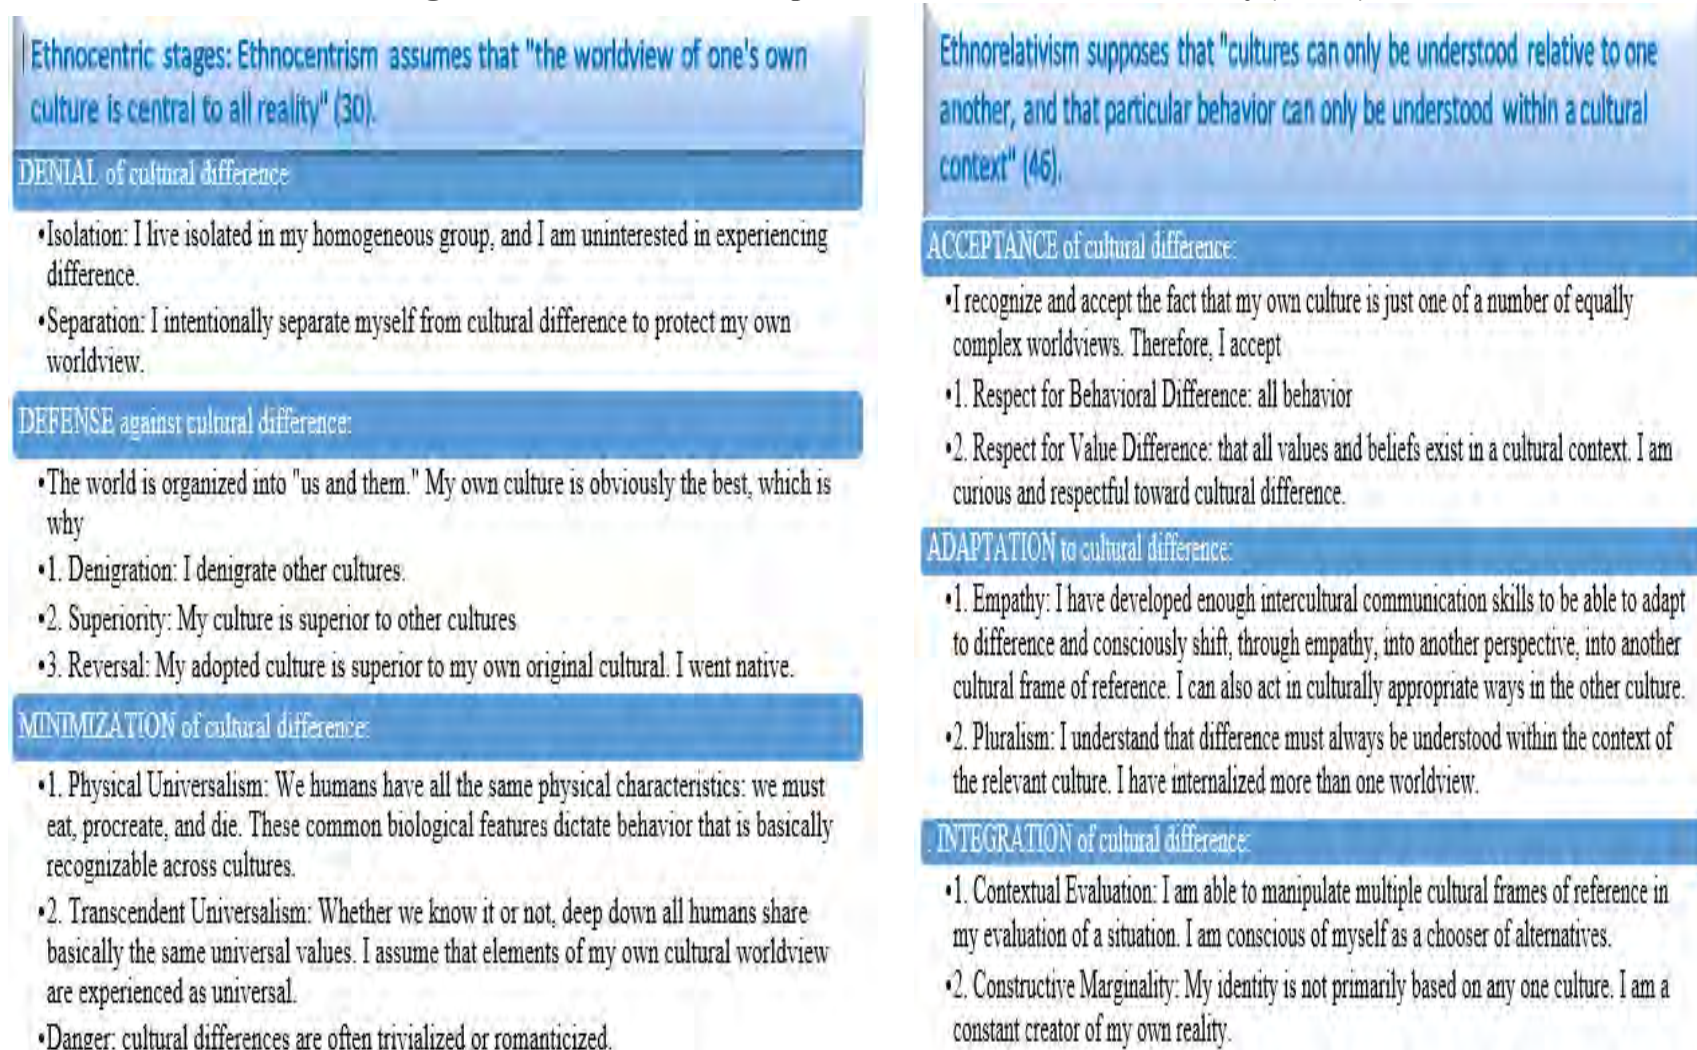 Ethnocentric stages: Ethnocentrism assumes that "the worldview of one's own
culture is central to all reality" (30).
DENIAL of cultural difference
•Isolation: I live isolated in my homogeneous group, and I am uninterested in experiencing
difference.
•Separation: I intentionally separate myself from cultural difference to protect my own
worldview.
DEFENSE against cultural difference:
•The world is organized into "us and them." My own culture is obviously the best, which is
why
•1. Denigration: I denigrate other cultures.
•2. Superiority: My culture is superior to other cultures
•3. Reversal: My adopted culture is superior to my own original cultural. I went native.
MINIMIZATION of cultural difference:
•1. Physical Universalism: We humans have all the same physical characteristics: we must
eat, procreate, and die. These common biological features dictate behavior that is basically
recognizable across cultures.
•2. Transcendent Universalism: Whether we know it or not, deep down all humans share
basically the same universal values. I assume that elements of my own cultural worldview
are experienced as universal.
•Danger: cultural differences are often trivialized or romanticized.
Ethnorelativism supposes that "cultures can only be understood relative to one
another, and that particular behavior can only be understood within a cultural
context" (46).
ACCEPTANCE of cultural difference:
•I recognize and accept the fact that my own culture is just one of a number of equally
complex worldviews. Therefore, I accept
•1. Respect for Behavioral Difference: all behavior
•2. Respect for Value Difference: that all values and beliefs exist in a cultural context. I am
curious and respectful toward cultural difference.
ADAPTATION to cultural difference:
•1. Empathy: I have developed enough intercultural communication skills to be able to adapt
to difference and consciously shift, through empathy, into another perspective, into another
cultural frame of reference. I can also act in culturally appropriate ways in the other culture.
•2. Pluralism: I understand that difference must always be understood within the context of
the relevant culture. I have internalized more than one worldview.
. INTEGRATION of cultural difference:
•1. Contextual Evaluation: I am able to manipulate multiple cultural frames of reference in
my evaluation of a situation. I am conscious of myself as a chooser of alternatives.
•2. Constructive Marginality: My identity is not primarily based on any one culture. I am a
constant creator of my own reality.